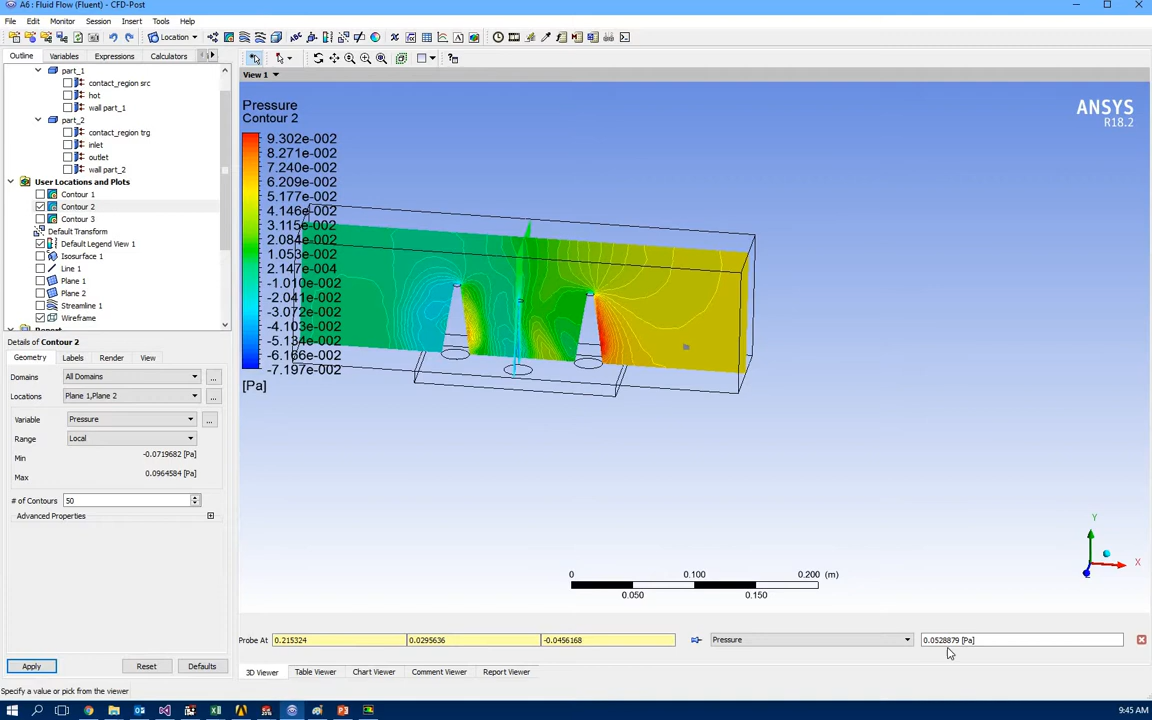 A6 : Fluid Flow (Fluent) - CFD-Post
File Edit Monitor Session Insert Tools Help
Location
Outline Variables Expressions Calculators
View 1
part_1
contact_region src
hot
wall part_1
part_2
contact_region trg
inlet
outlet
wall part_2
User Locations and Plots
Contour 1
Contour 2
Contour 3
Default Transform
Default Legend View 1
Isosurface 1
Line 1
Plane 1
Plane 2
Streamline 1
Wireframe
Details of Contour 2
Geometry Labels Render View
Domains All Domains ...
Locations Plane 1,Plane 2 ...
Variable Pressure ...
Range Local
Min -0.0719682 [Pa]
Max 0.0964584 [Pa]
# of Contours 50
Advanced Properties
Apply Reset Defaults
Pressure
Contour 2
9.302e-002
8.271e-002
7.240e-002
6.209e-002
5.177e-002
4.146e-002
3.115e-002
2.084e-002
1.053e-002
2.147e-004
-1.010e-002
-2.041e-002
-3.072e-002
-4.103e-002
-5.134e-002
-6.166e-002
-7.197e-002
[Pa]
ANSYS
R18.2
Y
X
Z
0 0.100 0.200 (m)
0.050 0.150
Probe At 0.215324 0.0295636 -0.0456168 Pressure 0.0528879 [Pa]
3D Viewer Table Viewer Chart Viewer Comment Viewer Report Viewer
Specify a value or pick from the viewer
9:45 AM